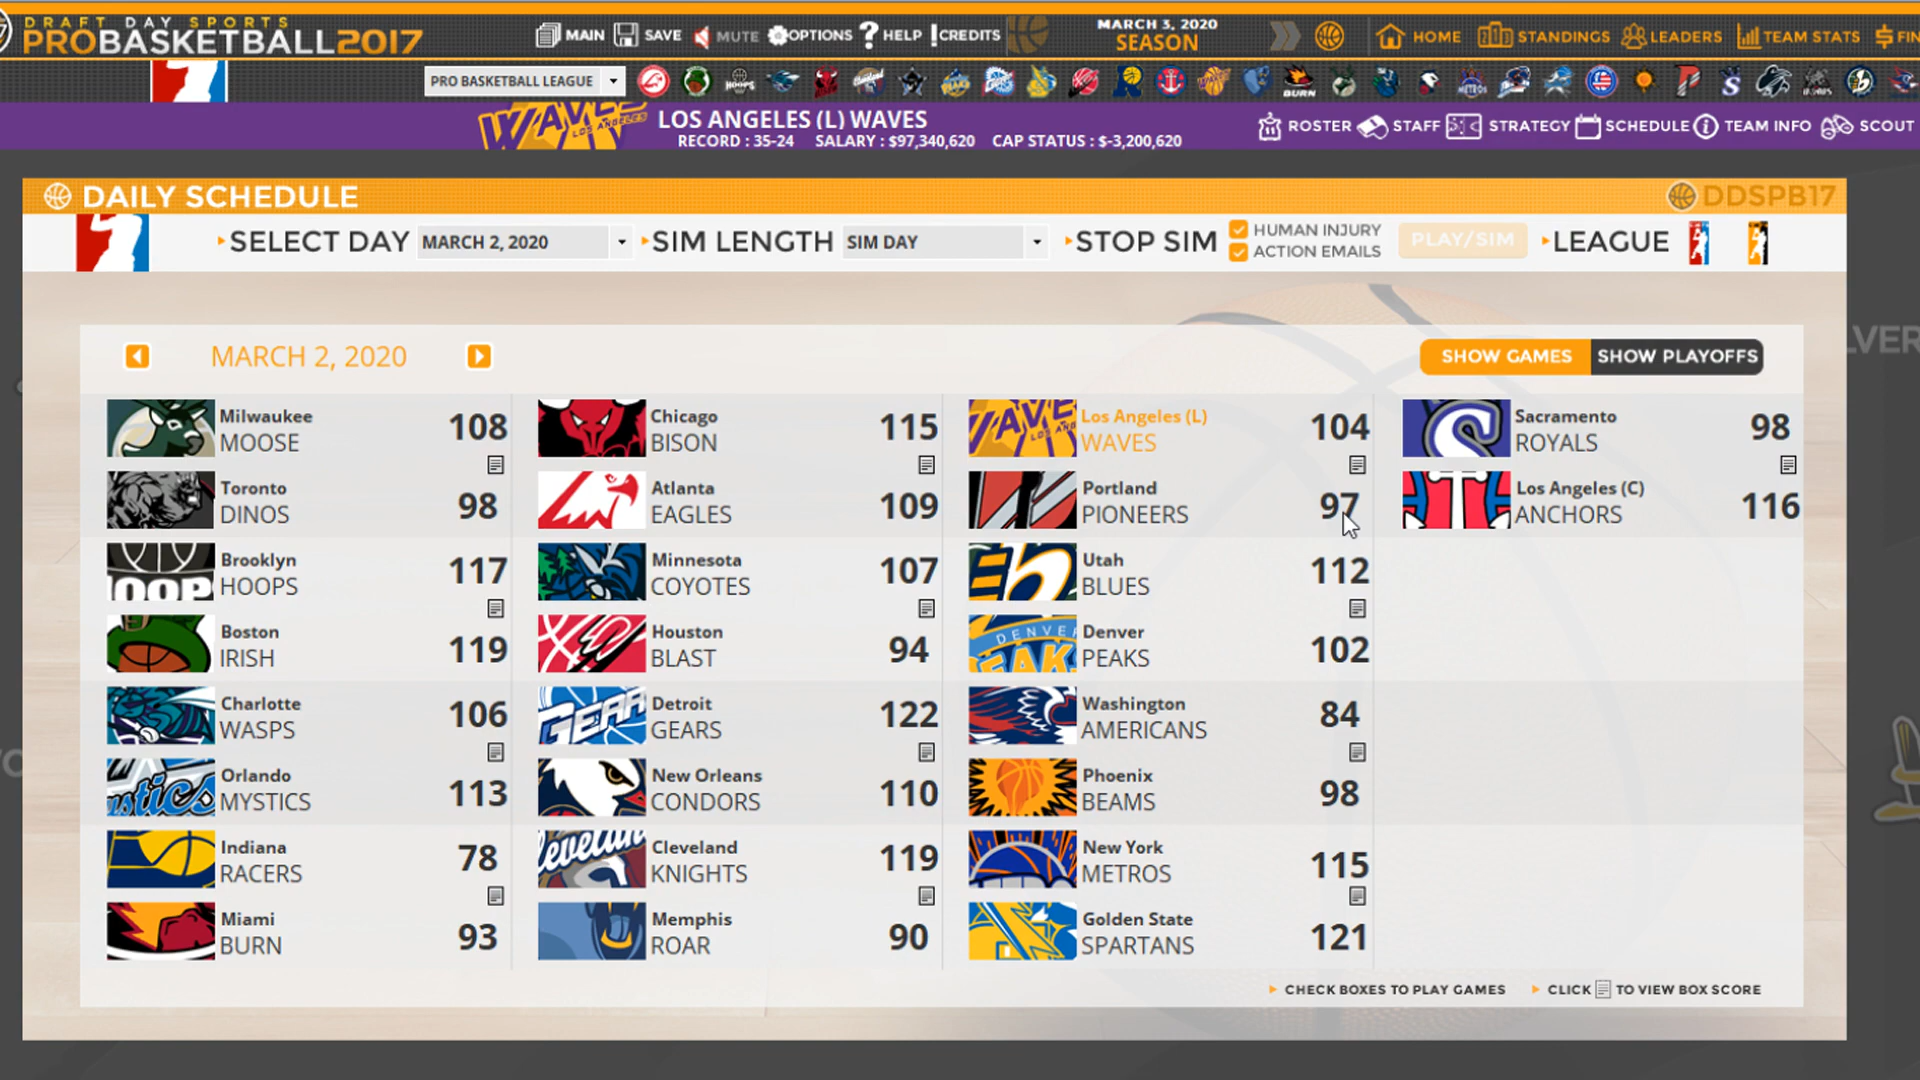 DRAFT DAY SPORTS
PROBASKETBALL2017
MAIN SAVE MUTE OPTIONS HELP CREDITS
MARCH 3, 2020
SEASON
HOME STANDINGS LEADERS TEAM STATS FIN
PRO BASKETBALL LEAGUE
HOOPS
BURN
METROS
WAVES
LOS ANGELES
LOS ANGELES (L) WAVES
RECORD : 35-24 SALARY : $97,340,620 CAP STATUS : $-3,200,620
ROSTER STAFF STRATEGY SCHEDULE TEAM INFO SCOUT
DAILY SCHEDULE
DDSPB17
SELECT DAY MARCH 2, 2020 SIM LENGTH SIM DAY STOP SIM
HUMAN INJURY
ACTION EMAILS
PLAY/SIM
LEAGUE
MARCH 2, 2020
SHOW GAMES SHOW PLAYOFFS
Milwaukee
MOOSE 108
Toronto
DINOS 98
Brooklyn
HOOPS 117
Boston
IRISH 119
Charlotte
WASPS 106
Orlando
MYSTICS 113
Indiana
RACERS 78
Miami
BURN 93
Chicago
BISON 115
Atlanta
EAGLES 109
Minnesota
COYOTES 107
Houston
BLAST 94
Detroit
GEARS 122
New Orleans
CONDORS 110
Cleveland
KNIGHTS 119
Memphis
ROAR 90
Los Angeles (L)
WAVES 104
Portland
PIONEERS 97
Utah
BLUES 112
Denver
PEAKS 102
Washington
AMERICANS 84
Phoenix
BEAMS 98
New York
METROS 115
Golden State
SPARTANS 121
Sacramento
ROYALS 98
Los Angeles (C)
ANCHORS 116
CHECK BOXES TO PLAY GAMES CLICK TO VIEW BOX SCORE
LVER